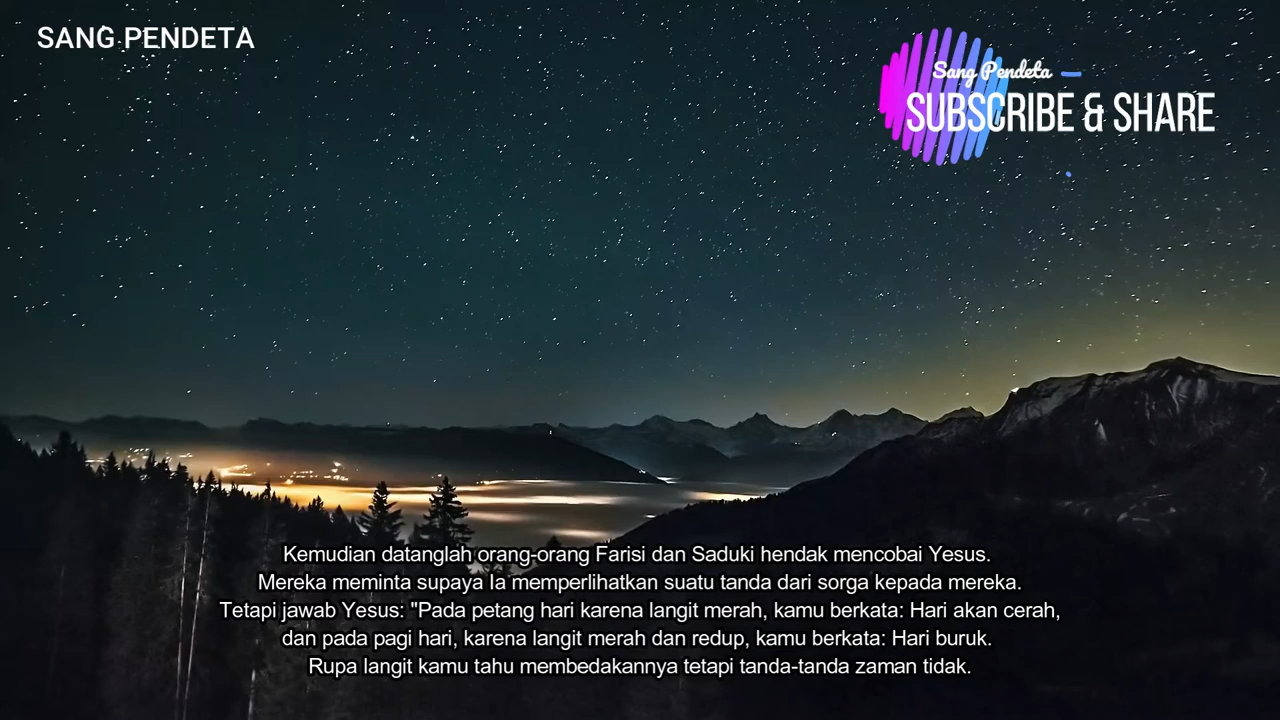 SANG PENDETA
Sang Pendeta
SUBSCRIBE & SHARE
Kemudian datanglah orang-orang Farisi dan Saduki hendak mencobai Yesus.
Mereka meminta supaya Ia memperlihatkan suatu tanda dari sorga kepada mereka.
Tetapi jawab Yesus: "Pada petang hari karena langit merah, kamu berkata: Hari akan cerah,
dan pada pagi hari, karena langit merah dan redup, kamu berkata: Hari buruk.
Rupa langit kamu tahu membedakannya tetapi tanda-tanda zaman tidak.